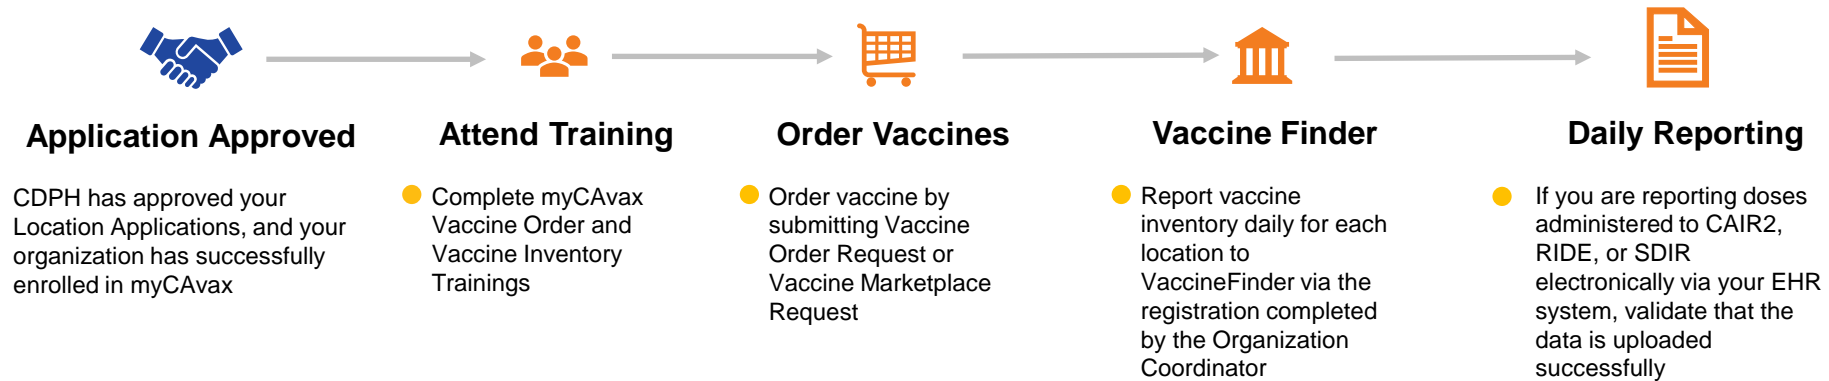 Application Approved
CDPH has approved your
Location Applications, and your
organization has successfully
enrolled in myCAvax
Attend Training
Complete myCAvax
Vaccine Order and
Vaccine Inventory
Trainings
Order Vaccines
Order vaccine by
submitting Vaccine
Order Request or
Vaccine Marketplace
Request
Vaccine Finder
Report vaccine
inventory daily for each
location to
VaccineFinder via the
registration completed
by the Organization
Coordinator
Daily Reporting
If you are reporting doses
administered to CAIR2,
RIDE, or SDIR
electronically via your EHR
system, validate that the
data is uploaded
successfully